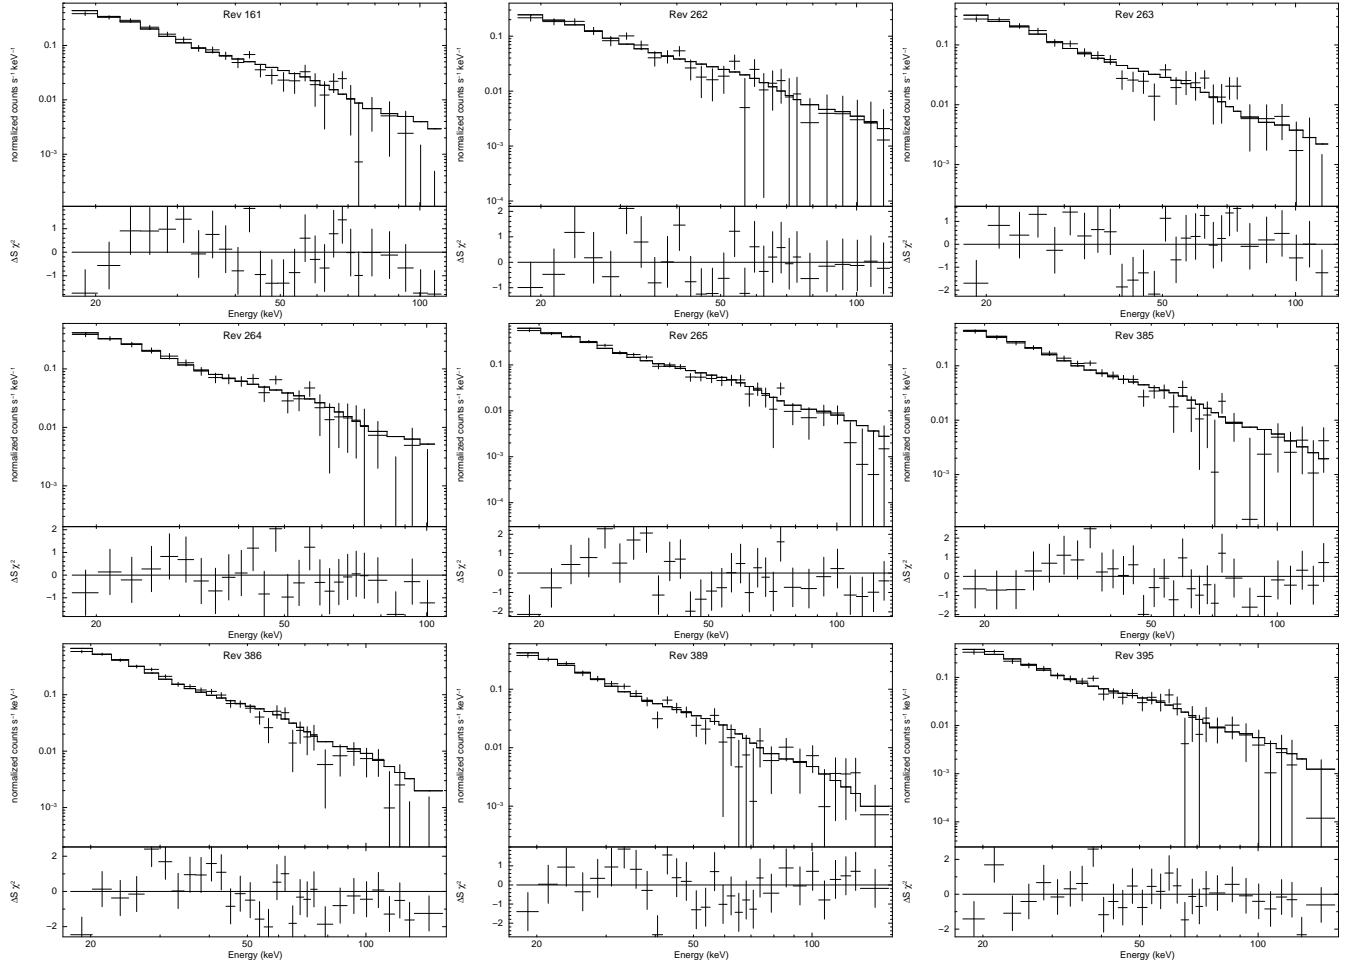 Rev 161
normalized counts s⁻¹ keV⁻¹
0.1
0.01
10⁻³
ΔS χ²
1
0
−1
20
50
100
Energy (keV)
Rev 262
normalized counts s⁻¹ keV⁻¹
0.1
0.01
10⁻³
10⁻⁴
ΔS χ²
2
1
0
−1
20
50
100
Energy (keV)
Rev 263
normalized counts s⁻¹ keV⁻¹
0.1
0.01
10⁻³
ΔS χ²
1
0
−1
−2
20
50
100
Energy (keV)
Rev 264
normalized counts s⁻¹ keV⁻¹
0.1
0.01
10⁻³
ΔS χ²
2
1
0
−1
20
50
100
Energy (keV)
Rev 265
normalized counts s⁻¹ keV⁻¹
0.1
0.01
10⁻³
10⁻⁴
ΔS χ²
2
1
0
−1
−2
20
50
100
Energy (keV)
Rev 385
normalized counts s⁻¹ keV⁻¹
0.1
0.01
10⁻³
ΔS χ²
2
1
0
−1
−2
20
50
100
Energy (keV)
Rev 386
normalized counts s⁻¹ keV⁻¹
0.1
0.01
10⁻³
ΔS χ²
2
0
−2
20
50
100
Energy (keV)
Rev 389
normalized counts s⁻¹ keV⁻¹
0.1
0.01
10⁻³
ΔS χ²
1
0
−1
−2
20
50
100
Energy (keV)
Rev 395
normalized counts s⁻¹ keV⁻¹
0.1
0.01
10⁻³
10⁻⁴
ΔS χ²
2
0
−2
20
50
100
Energy (keV)